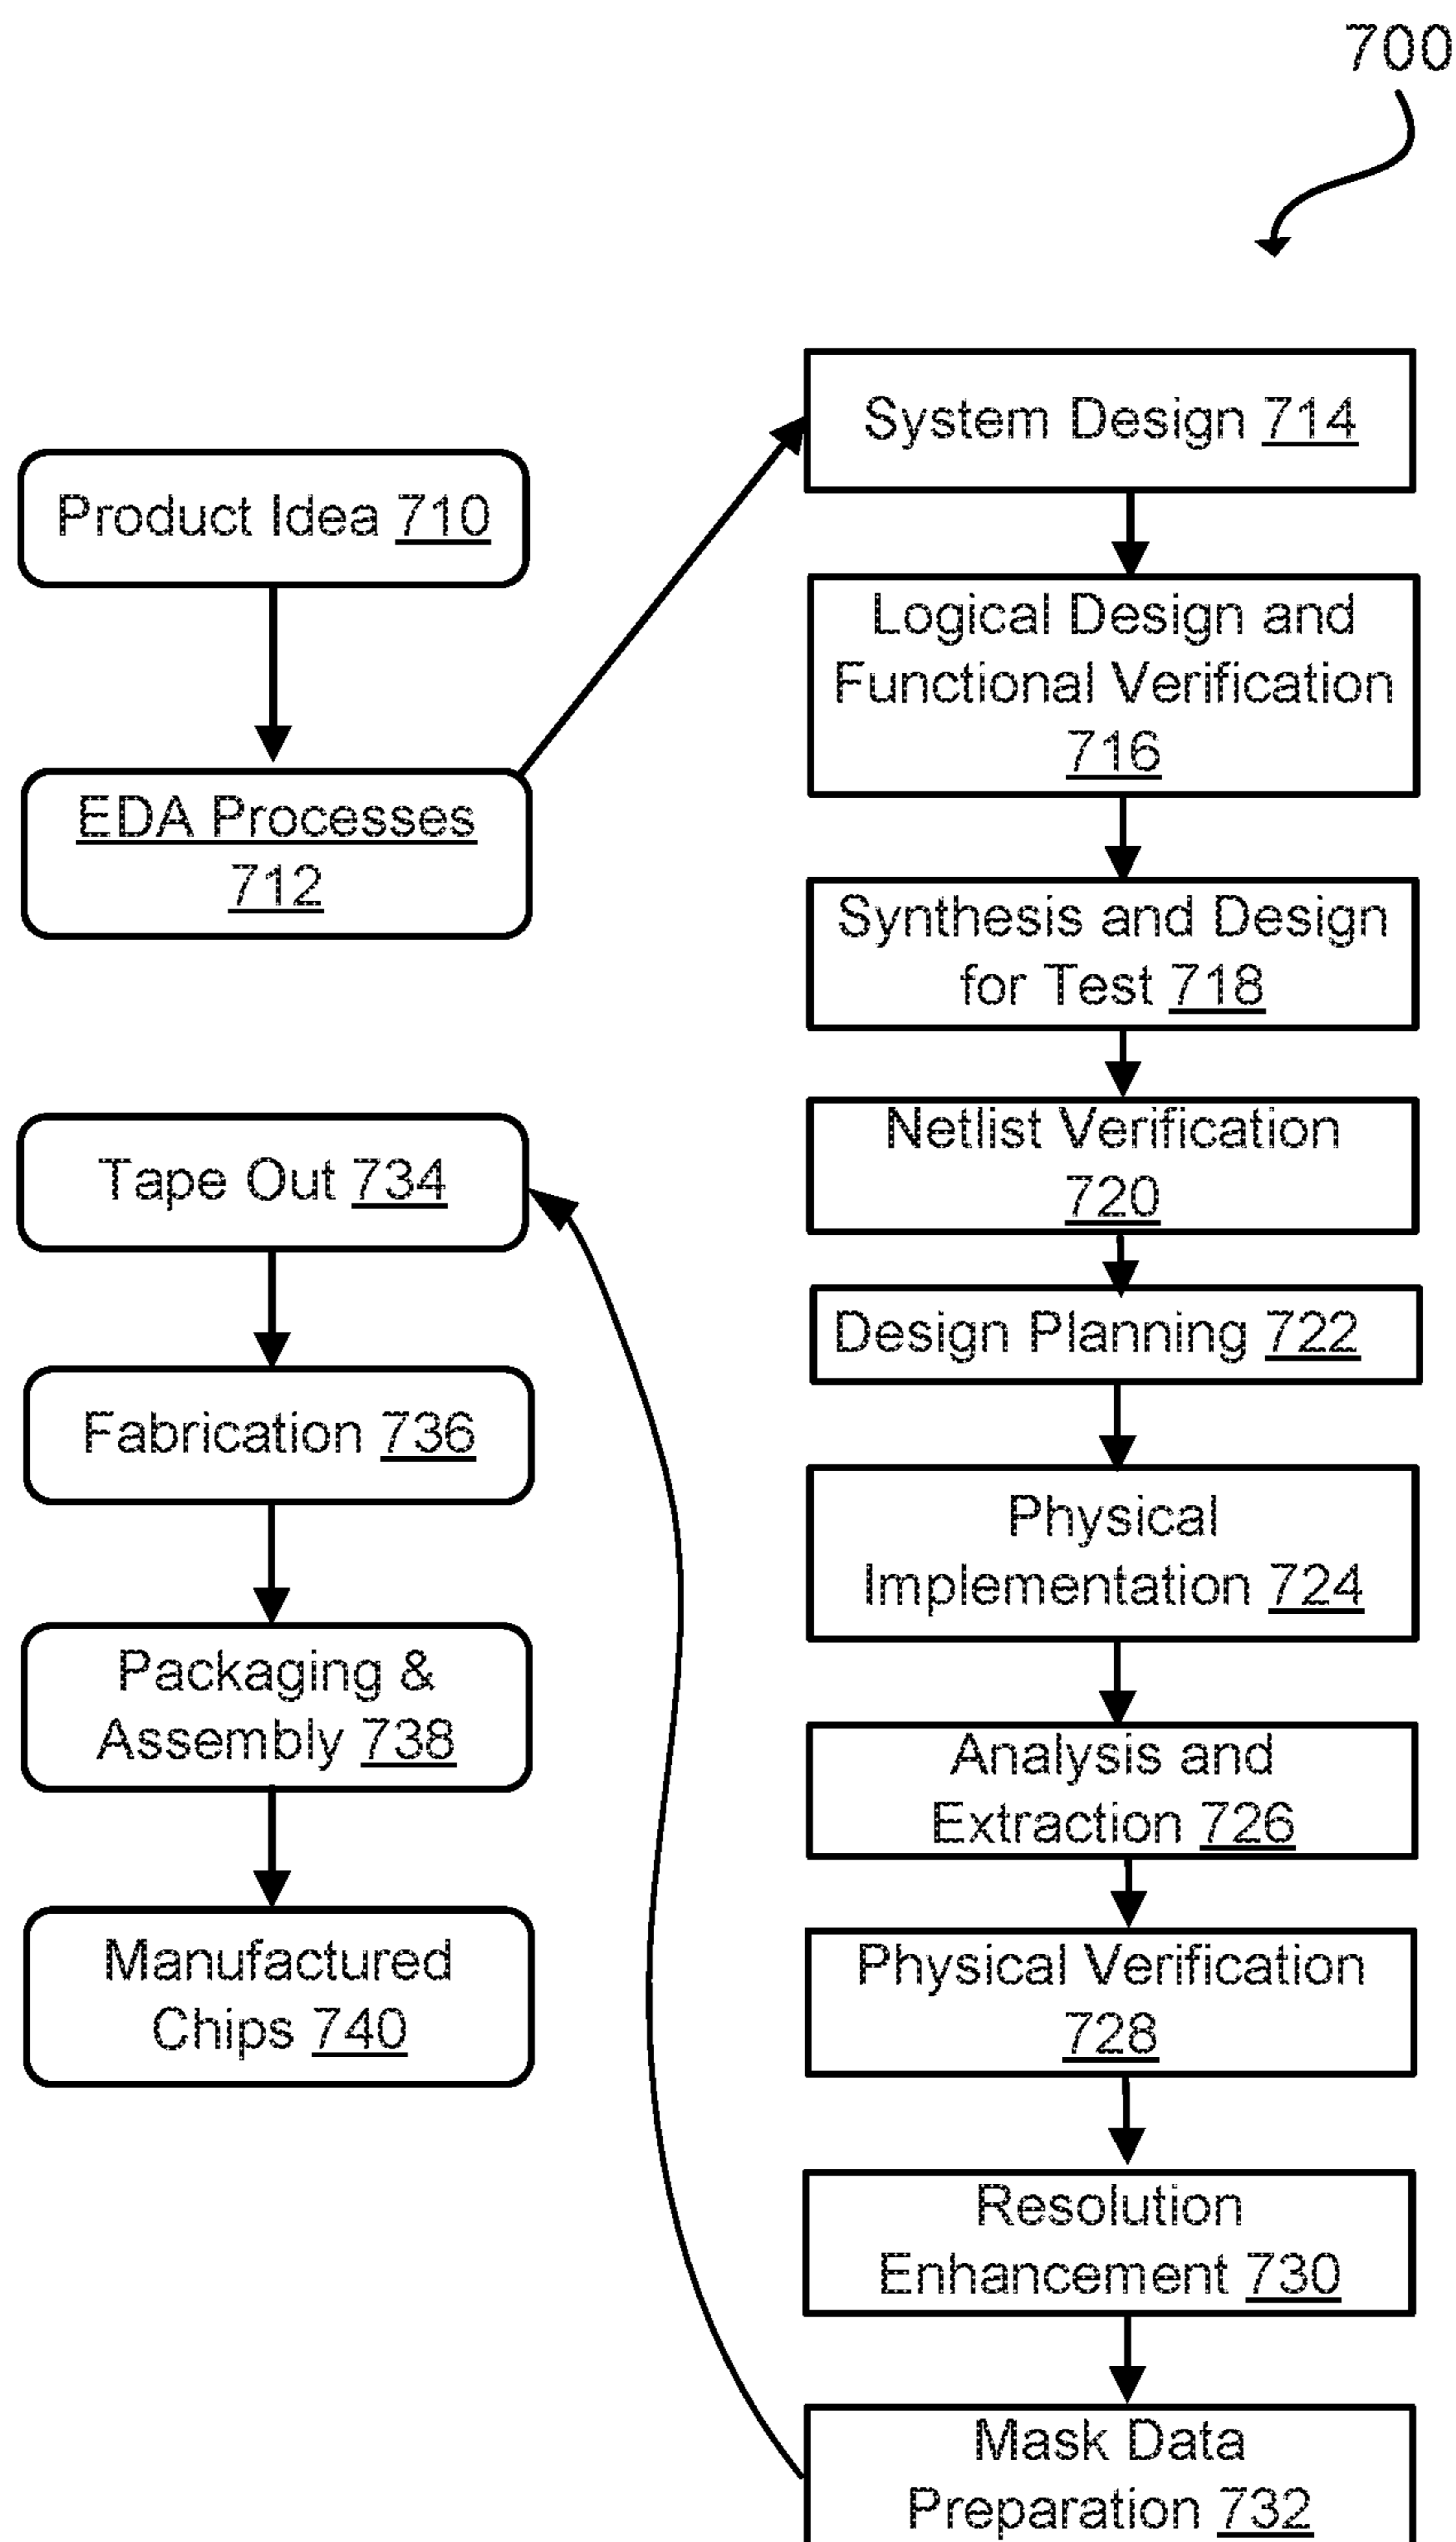 700
Product Idea 710
EDA Processes
712
System Design 714
Logical Design and
Functional Verification
716
Synthesis and Design
for Test 718
Netlist Verification
720
Design Planning 722
Physical
Implementation 724
Analysis and
Extraction 726
Physical Verification
728
Resolution
Enhancement 730
Mask Data
Preparation 732
Tape Out 734
Fabrication 736
Packaging &
Assembly 738
Manufactured
Chips 740